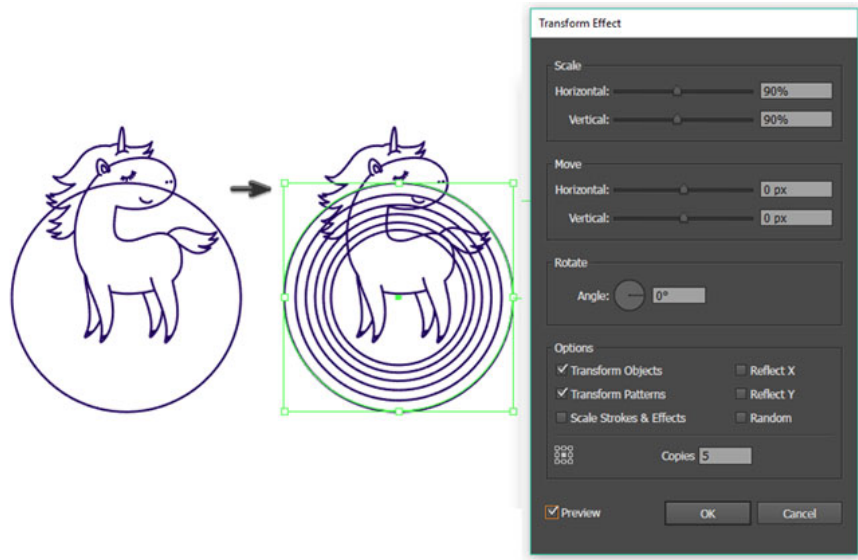 Transform Effect
Scale
Horizontal: 90%
Vertical: 90%
Move
Horizontal: 0 px
Vertical: 0 px
Rotate
Angle: 0°
Options
Transform Objects Reflect X
Transform Patterns Reflect Y
Scale Strokes & Effects Random
Copies 5
Preview OK Cancel